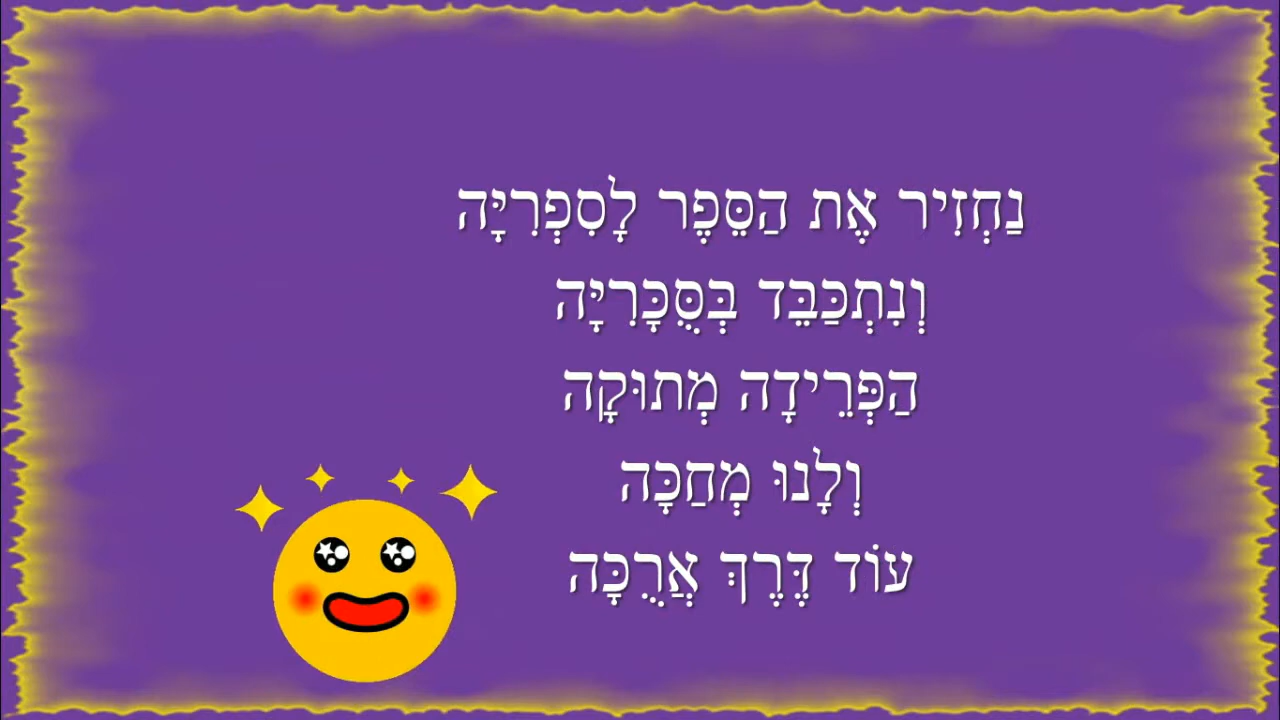 נַחְזִיר אֶת הַסֵּפֶר לָסִפְרִיָּה
וְנִתְכַּבֵּד בְּסֻּכָּרִיָּה
הַפְּרֵידָה מְתוּקָה
וְלָנוּ מְחַכָּה
עוֹד דֶּרֶךְ אֲרֻכָּה